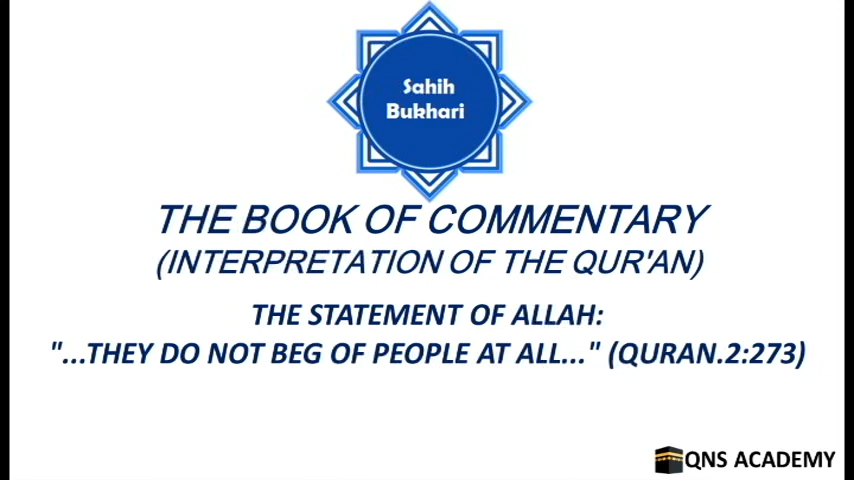 Sahih
Bukhari
THE BOOK OF COMMENTARY
(INTERPRETATION OF THE QUR'AN)
THE STATEMENT OF ALLAH:
"...THEY DO NOT BEG OF PEOPLE AT ALL..." (QURAN.2:273)
QNS ACADEMY